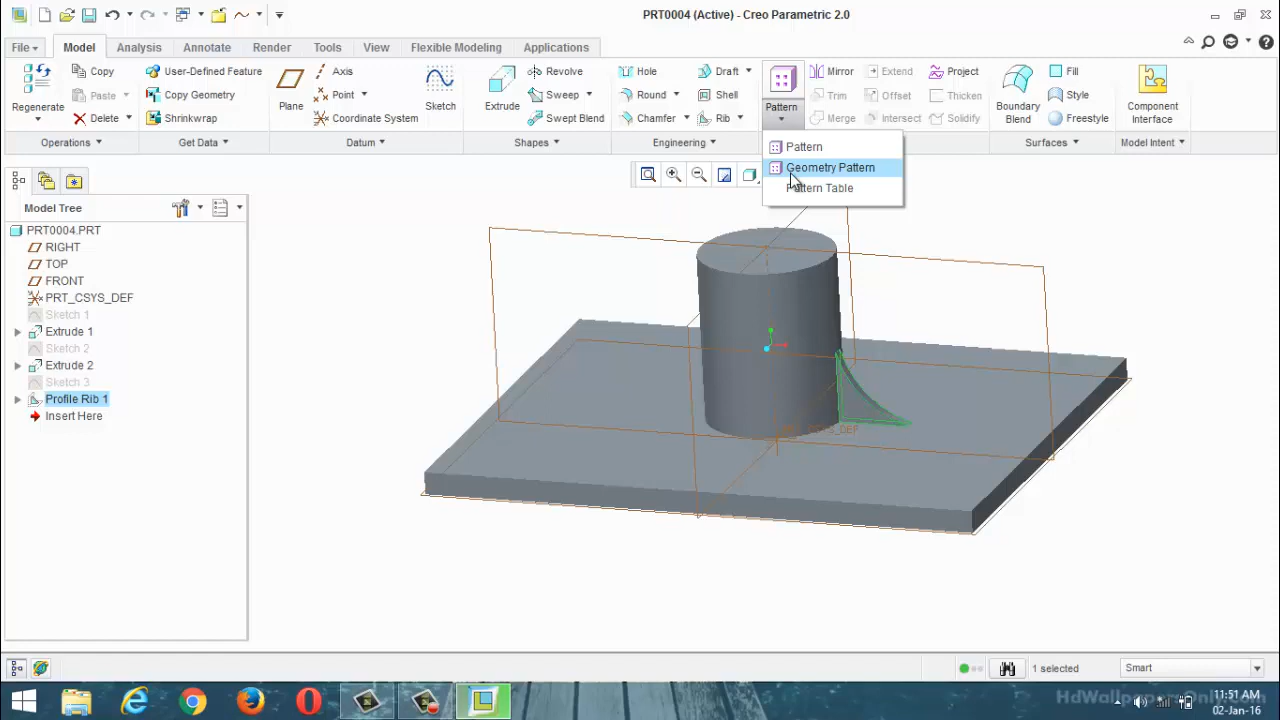 PRT0004 (Active) - Creo Parametric 2.0
File Model Analysis Annotate Render Tools View Flexible Modeling Applications
Regenerate
Copy
Paste
Delete
Operations
User-Defined Feature
Copy Geometry
Shrinkwrap
Get Data
Plane
Axis
Point
Coordinate System
Sketch
Datum
Extrude
Revolve
Sweep
Swept Blend
Shapes
Hole
Round
Chamfer
Draft
Shell
Rib
Engineering
Pattern
Mirror
Extend
Project
Trim
Offset
Thicken
Merge
Intersect
Solidify
Boundary
Blend
Fill
Style
Freestyle
Surfaces
Component
Interface
Model Intent
Pattern
Geometry Pattern
Pattern Table
Model Tree
PRT0004.PRT
RIGHT
TOP
FRONT
PRT_CSYS_DEF
Sketch 1
Extrude 1
Sketch 2
Extrude 2
Sketch 3
Profile Rib 1
Insert Here
CSYS_DEF
1 selected
Smart
HdWallpapersOnly.Com
11:51 AM
02-Jan-16